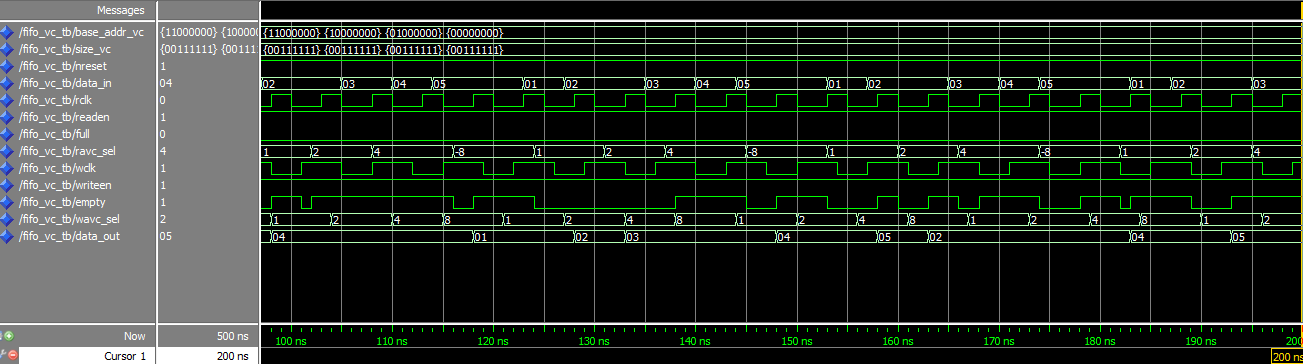 Messages
/fifo_vc_tb/base_addr_vc {11000000} {10000 {11000000} {10000000} {01000000} {00000000}
/fifo_vc_tb/size_vc {00111111} {00111 {00111111} {00111111} {00111111} {00111111}
/fifo_vc_tb/nreset 1
/fifo_vc_tb/data_in 04 02 03 04 05 01 02 03 04 05 01 02 03 04 05 01 02 03
/fifo_vc_tb/rclk 0
/fifo_vc_tb/readen 1
/fifo_vc_tb/full 0
/fifo_vc_tb/ravc_sel 4 1 2 4 -8 1 2 4 -8 1 2 4 -8 1 2 4
/fifo_vc_tb/wclk 1
/fifo_vc_tb/writeen 1
/fifo_vc_tb/empty 1
/fifo_vc_tb/wavc_sel 2 1 2 4 8 1 2 4 8 1 2 4 8 1 2 4 8 1 2
/fifo_vc_tb/data_out 05 04 01 02 03 04 05 02 04 05
Now 500 ns 100 ns 110 ns 120 ns 130 ns 140 ns 150 ns 160 ns 170 ns 180 ns 190 ns 200
Cursor 1 200 ns 200 ns